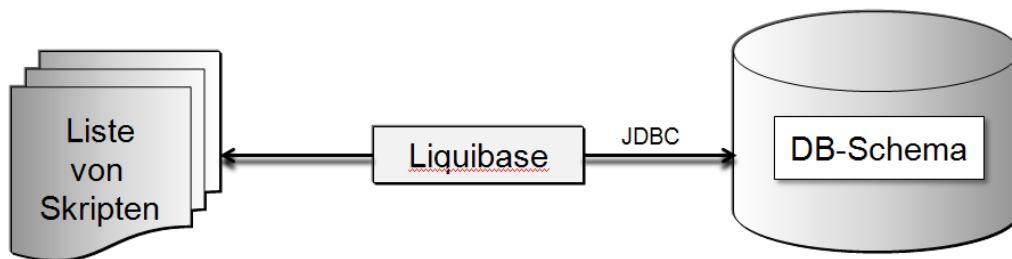 Liste
von
Skripten
Liquibase
JDBC
DB-Schema